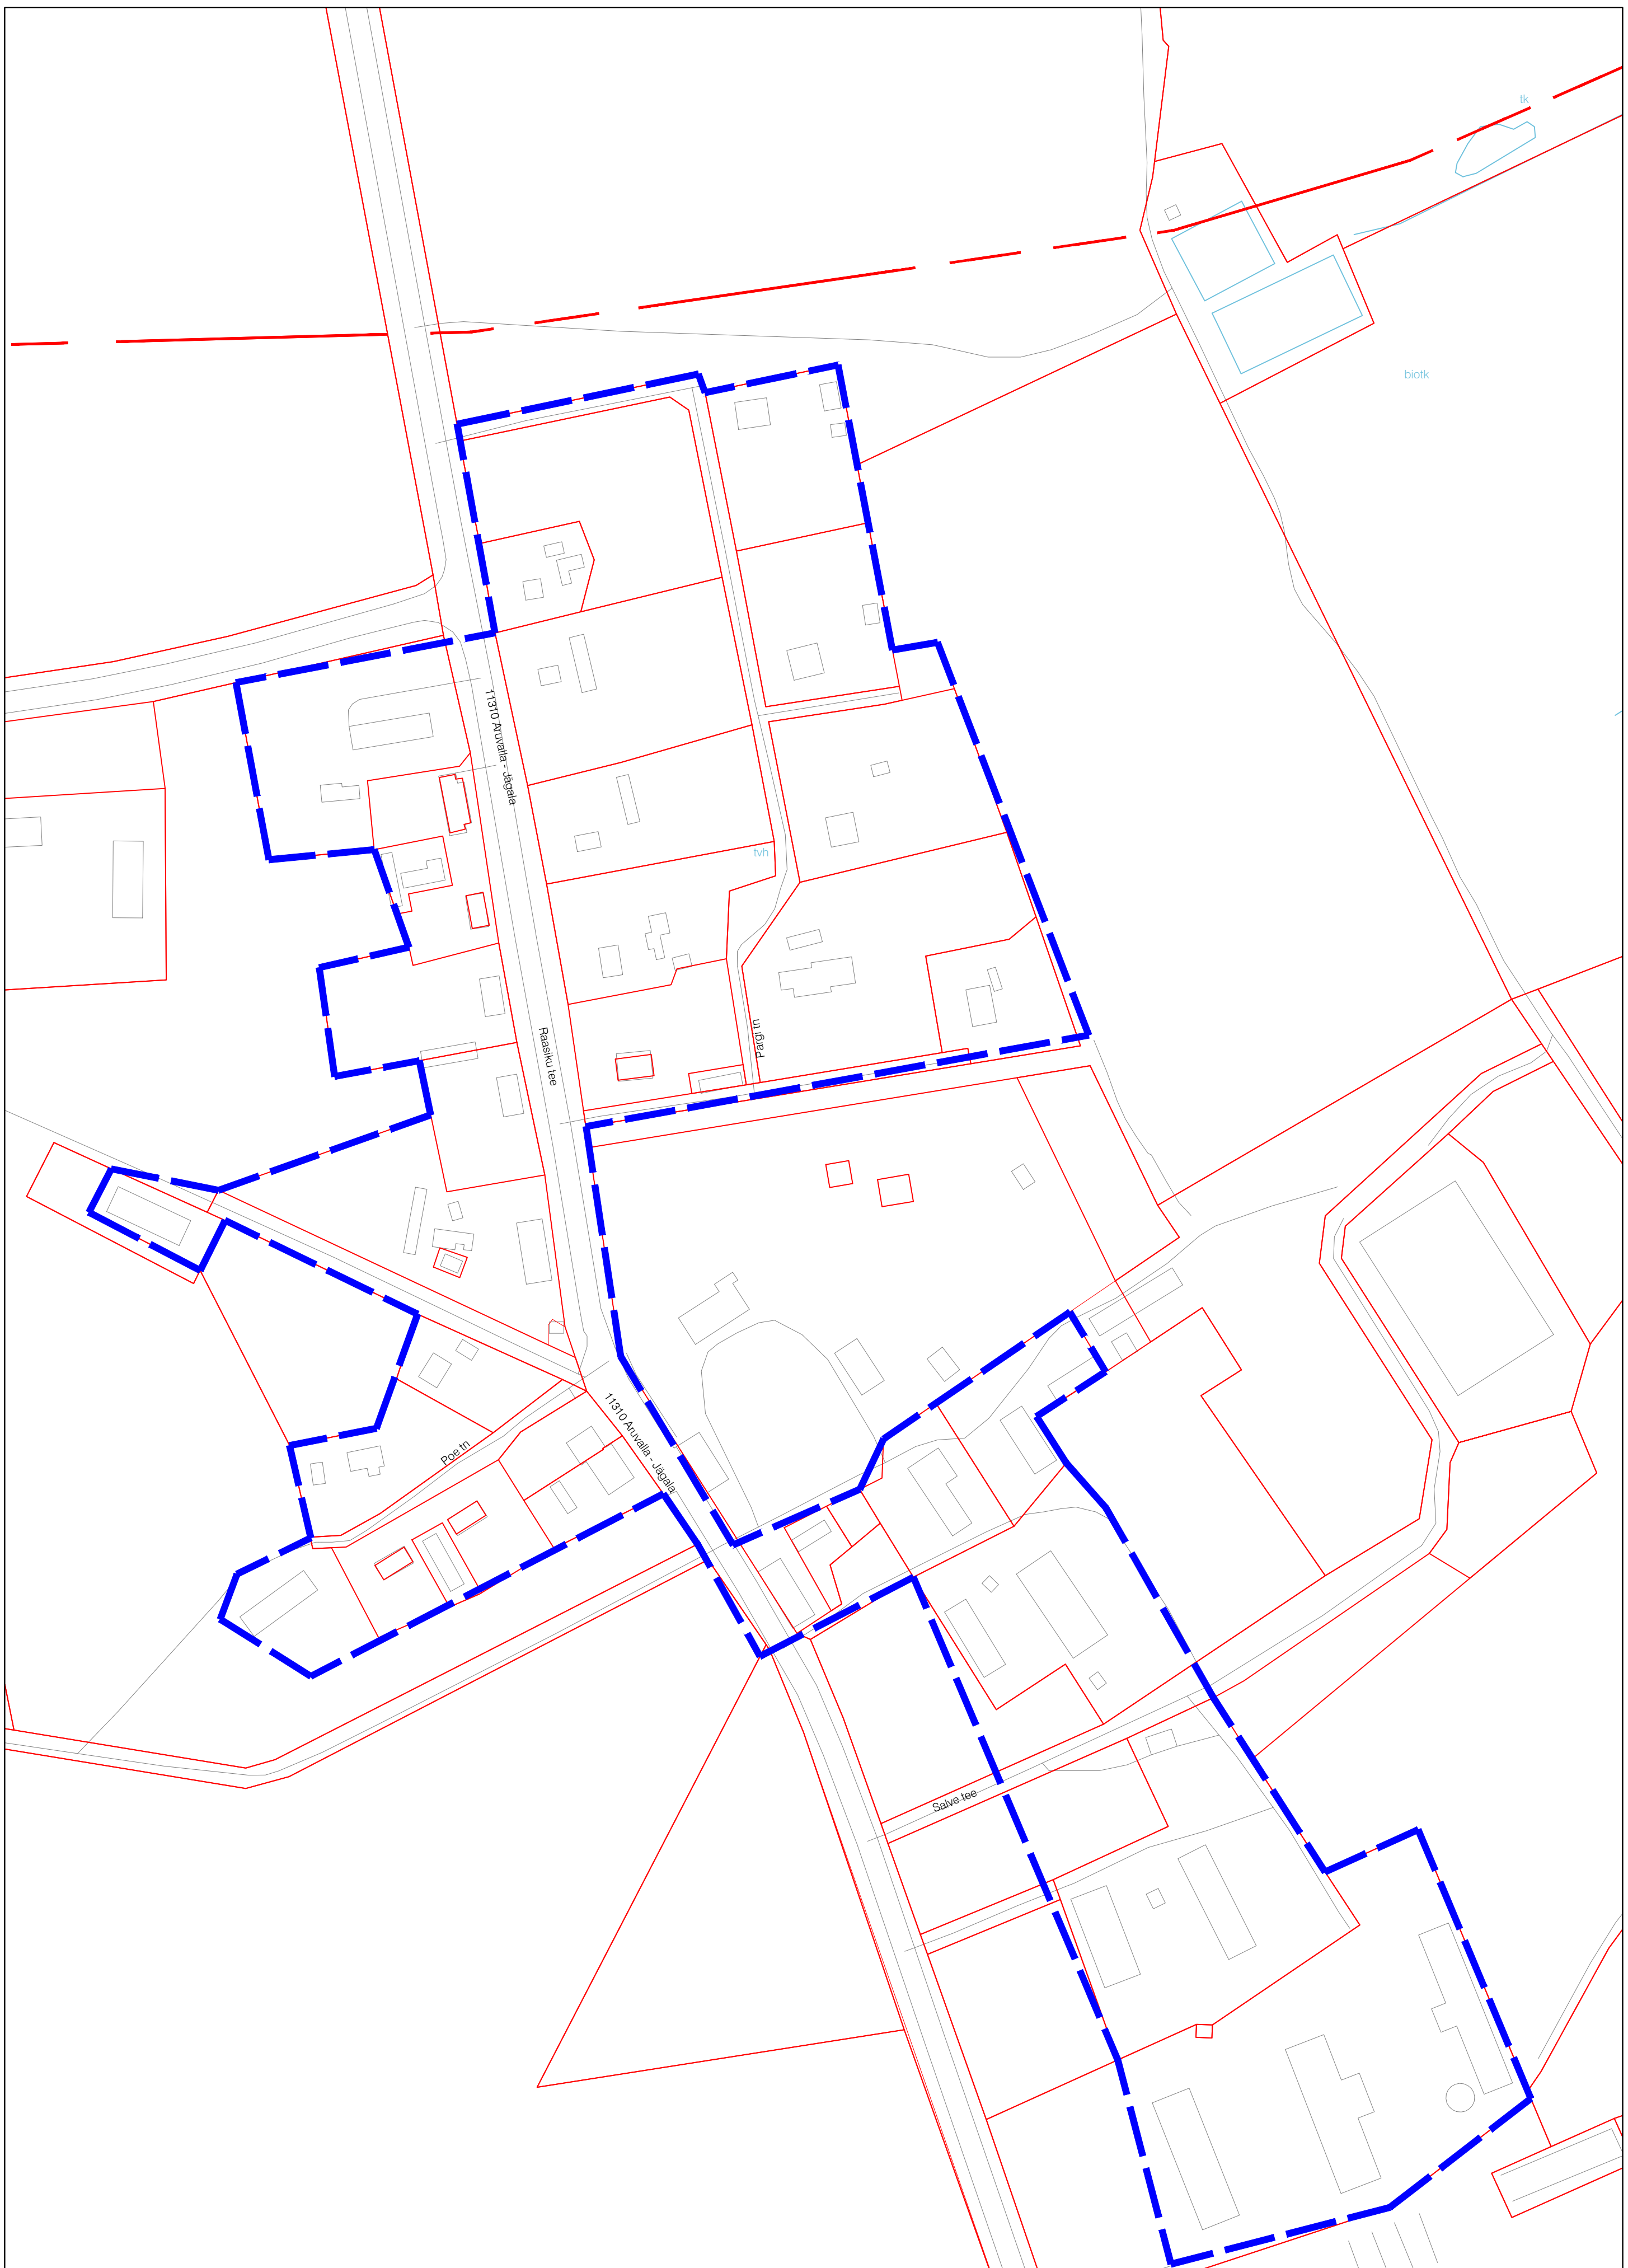 tk
biotk
11310 Aruvalla - Jägala
tvh
Pargi tn
Raasiku tee
11310 Aruvalla - Jägala
Poe tn
Salve tee